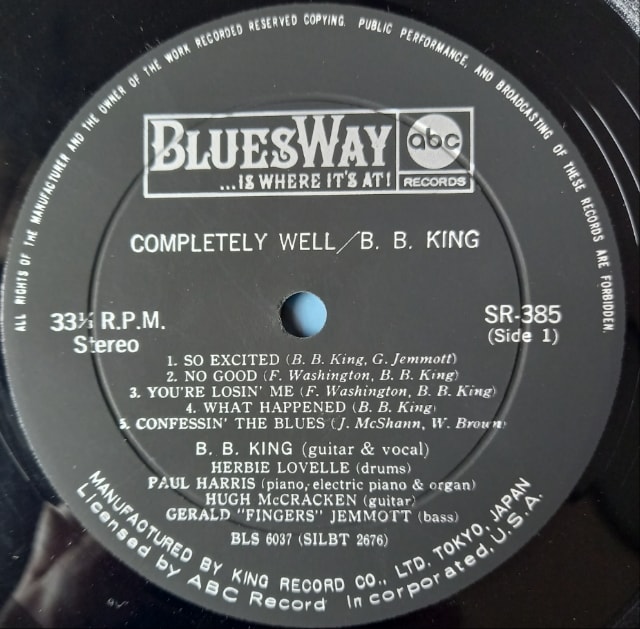 ALL RIGHTS OF THE MANUFACTURER AND THE OWNER OF THE WORK RECORDED RESERVED COPYING, PUBLIC PERFORMANCE, AND BROADCASTING OF THESE RECORDS ARE FORBIDDEN.
BLUESWAY
...IS WHERE IT'S AT!
abc
RECORDS
COMPLETELY WELL/B. B. KING
33⅓ R.P.M.
Stereo
SR-385
(Side 1)
1. SO EXCITED (B. B. King, G. Jemmott)
2. NO GOOD (F. Washington, B. B. King)
3. YOU'RE LOSIN' ME (F. Washington, B. B. King)
4. WHAT HAPPENED (B. B. King)
5. CONFESSIN' THE BLUES (J. McShann, W. Brown)
B. B. KING (guitar & vocal)
HERBIE LOVELLE (drums)
PAUL HARRIS (piano, electric piano & organ)
HUGH McCRACKEN (guitar)
GERALD "FINGERS" JEMMOTT (bass)
BLS 6037 (SILBT 2676)
MANUFACTURED BY KING RECORD CO., LTD. TOKYO, JAPAN
Licensed by ABC Record Incorporated, U.S.A.